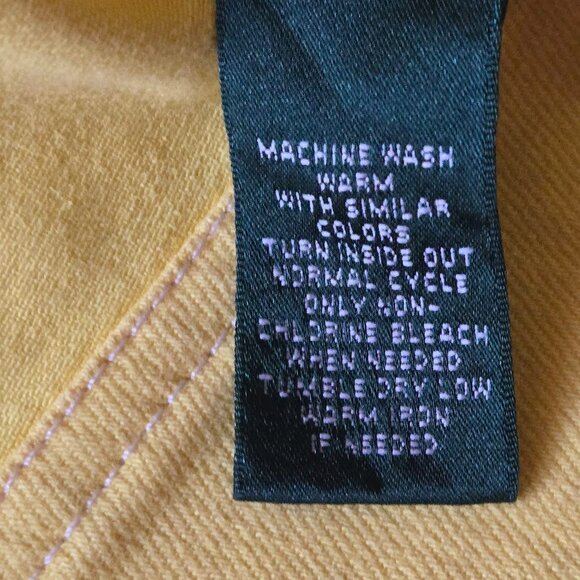 MACHINE WASH
WARM
WITH SIMILAR
COLORS
TURN INSIDE OUT
NORMAL CYCLE
ONLY NON-
CHLORINE BLEACH
WHEN NEEDED
TUMBLE DRY LOW
WARM IRON
IF NEEDED